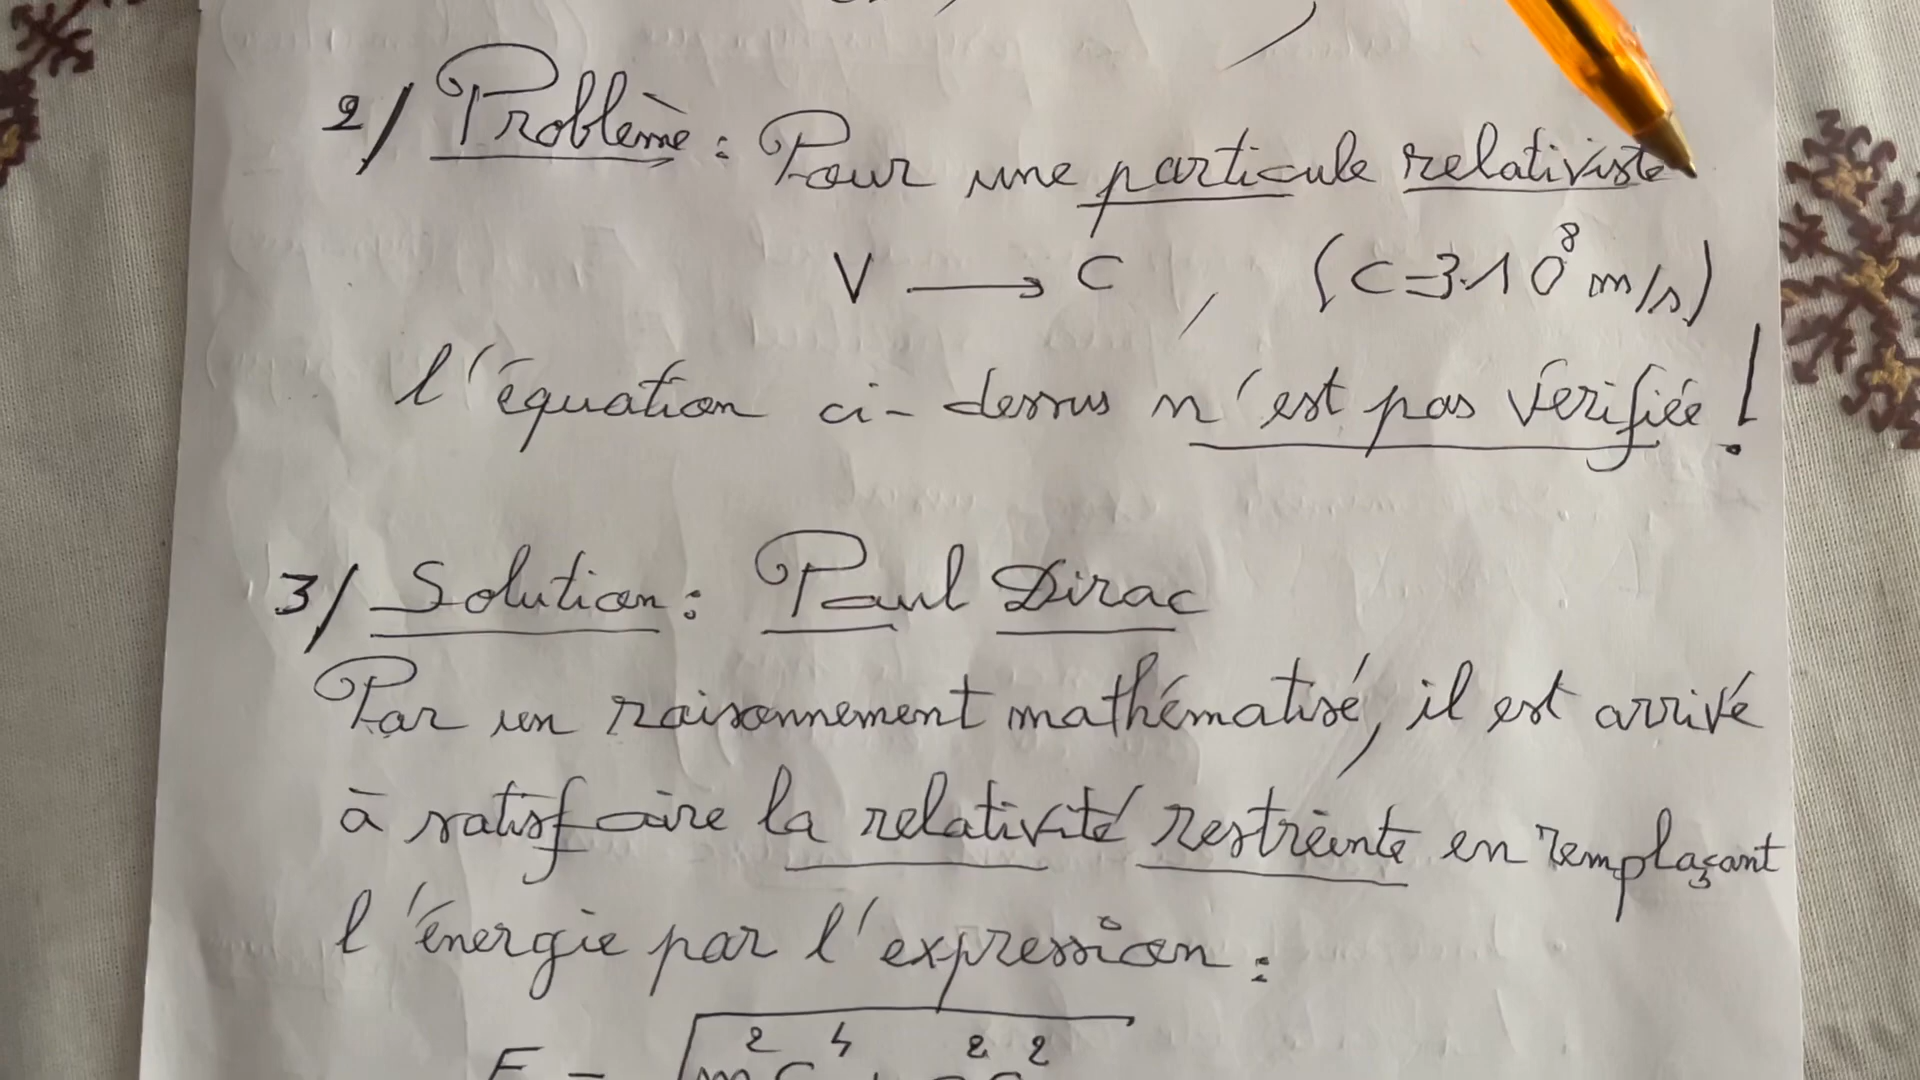 2/ Problème : Pour une particule relativiste
V → C , (C=3.10⁸ m/s)
l'équation ci-dessus n'est pas vérifiée !
3/ Solution : Paul Dirac
Par un raisonnement mathématisé, il est arrivé
à satisfaire la relativité restreinte en remplaçant
l'énergie par l'expression :